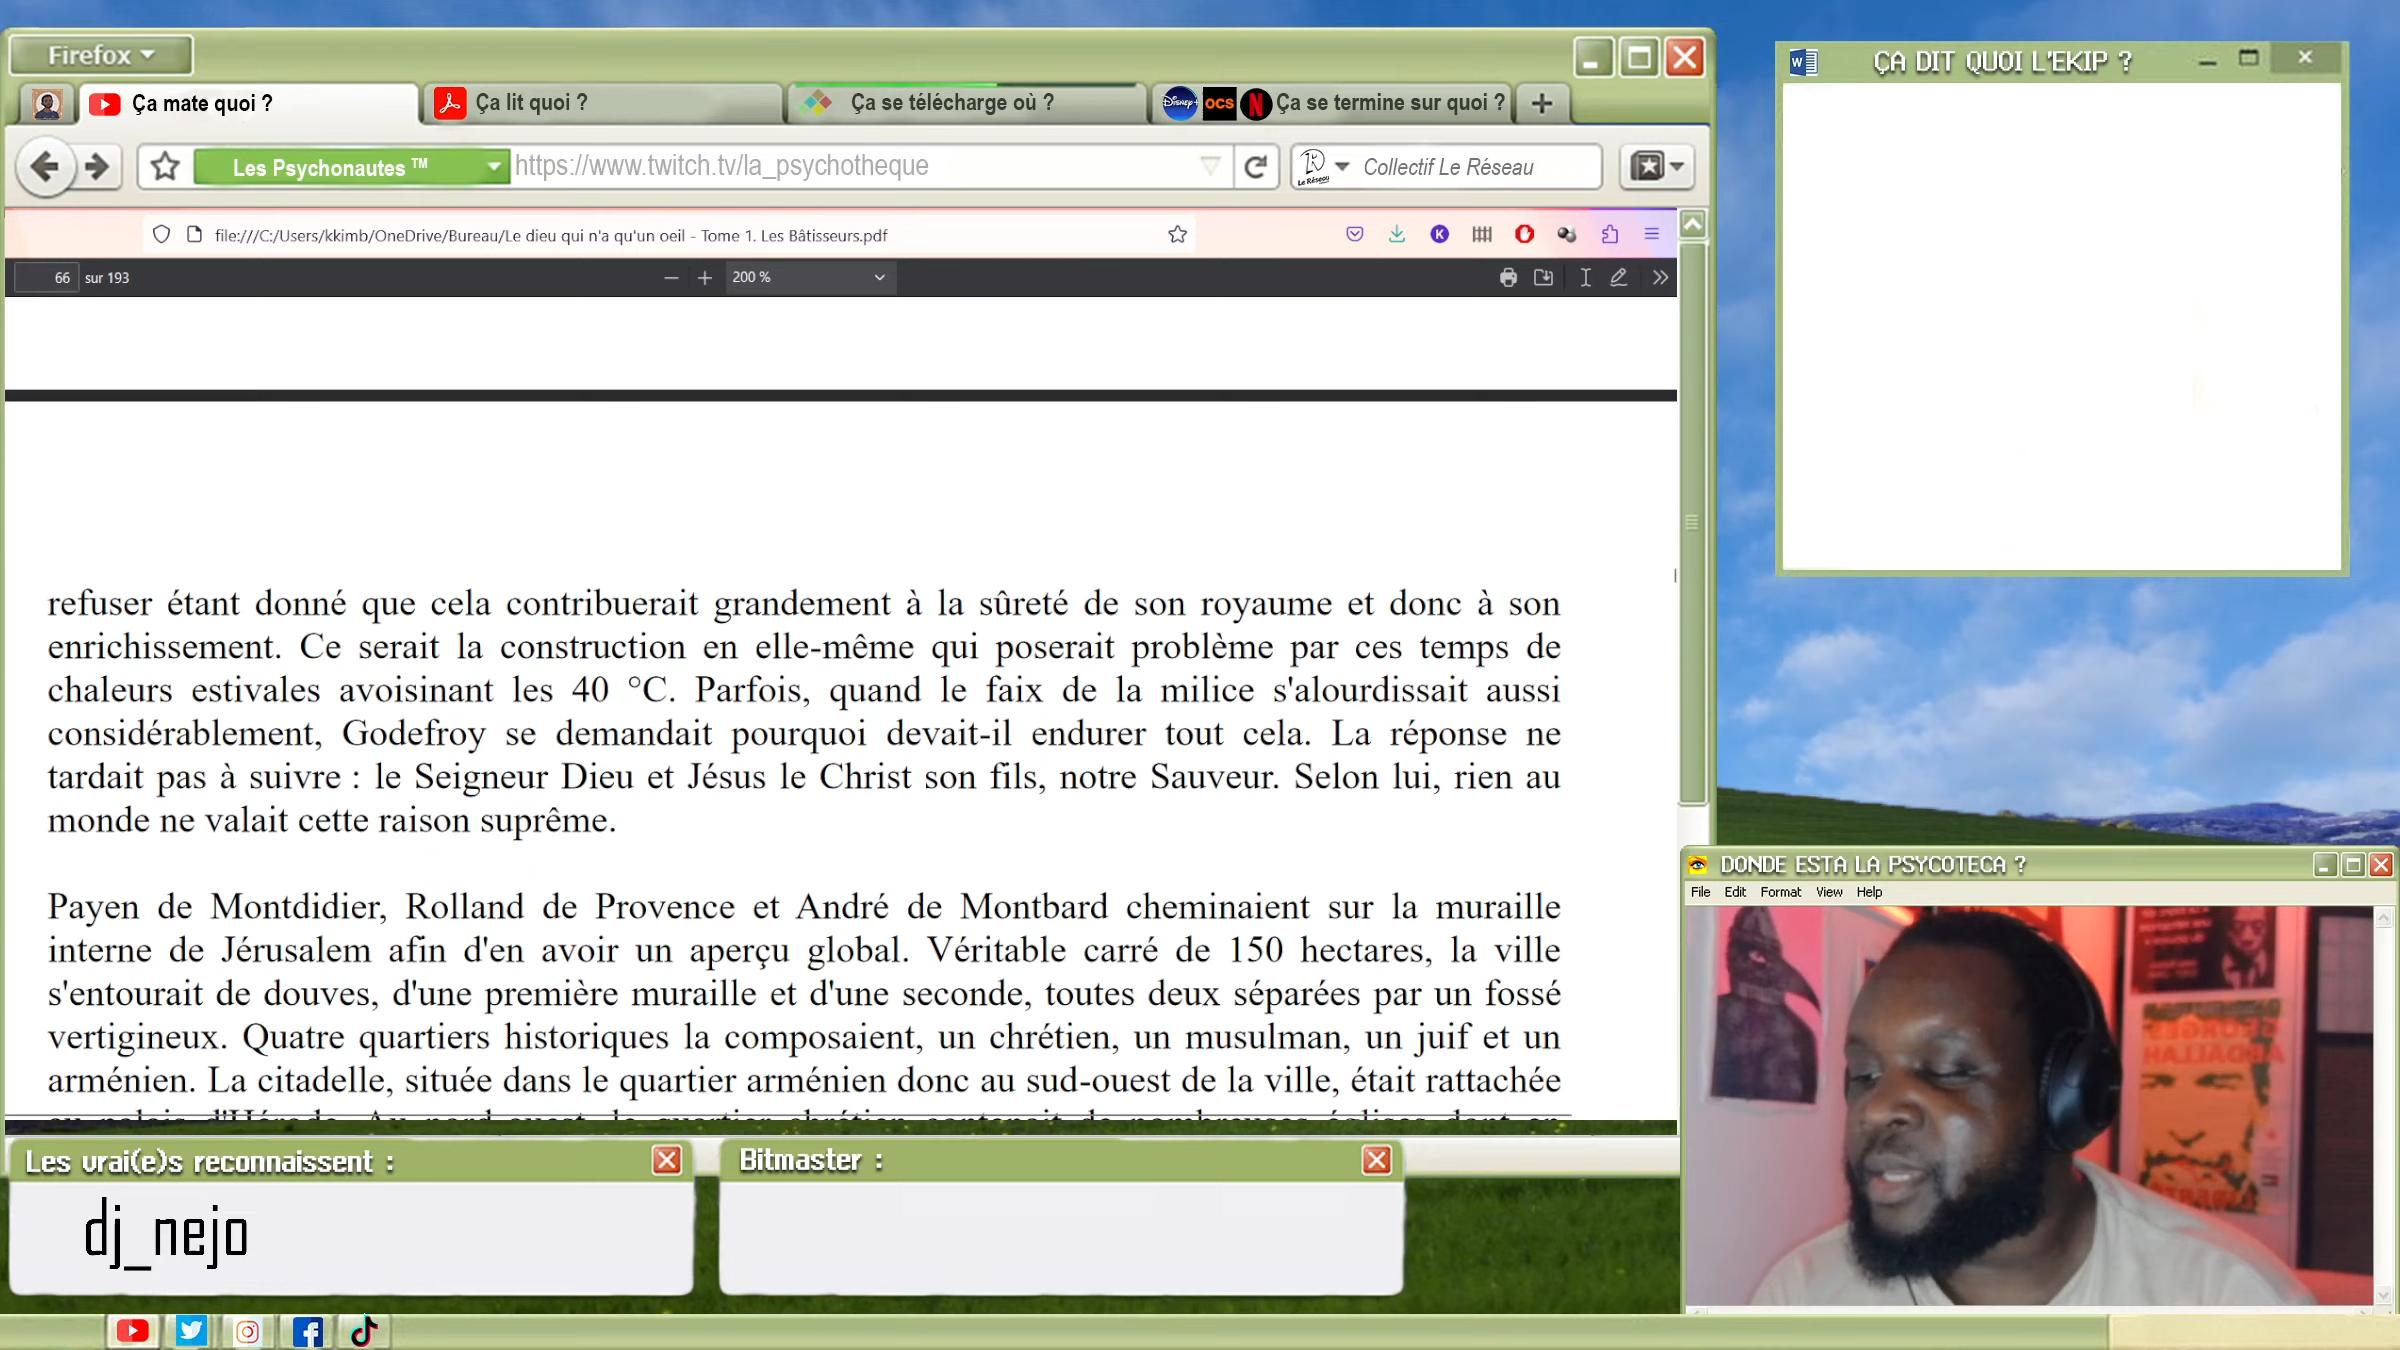 Firefox
Ça mate quoi ?
Ça lit quoi ?
Ça se télécharge où ?
Disney+ OCS N Ça se termine sur quoi ?
Les Psychonautes ™
https://www.twitch.tv/la_psychotheque
Le Réseau
Collectif Le Réseau
file:///C:/Users/kkimb/OneDrive/Bureau/Le dieu qui n'a qu'un oeil - Tome 1. Les Bâtisseurs.pdf
66 sur 193
200 %
refuser étant donné que cela contribuerait grandement à la sûreté de son royaume et donc à son
enrichissement. Ce serait la construction en elle-même qui poserait problème par ces temps de
chaleurs estivales avoisinant les 40 °C. Parfois, quand le faix de la milice s'alourdissait aussi
considérablement, Godefroy se demandait pourquoi devait-il endurer tout cela. La réponse ne
tardait pas à suivre : le Seigneur Dieu et Jésus le Christ son fils, notre Sauveur. Selon lui, rien au
monde ne valait cette raison suprême.
Payen de Montdidier, Rolland de Provence et André de Montbard cheminaient sur la muraille
interne de Jérusalem afin d'en avoir un aperçu global. Véritable carré de 150 hectares, la ville
s'entourait de douves, d'une première muraille et d'une seconde, toutes deux séparées par un fossé
vertigineux. Quatre quartiers historiques la composaient, un chrétien, un musulman, un juif et un
arménien. La citadelle, située dans le quartier arménien donc au sud-ouest de la ville, était rattachée
ÇA DIT QUOI L'EKIP ?
DONDE ESTA LA PSYCOTECA ?
File Edit Format View Help
GEORGES
ABDALLAH
Les vrai(e)s reconnaissent :
dj_nejo
Bitmaster :